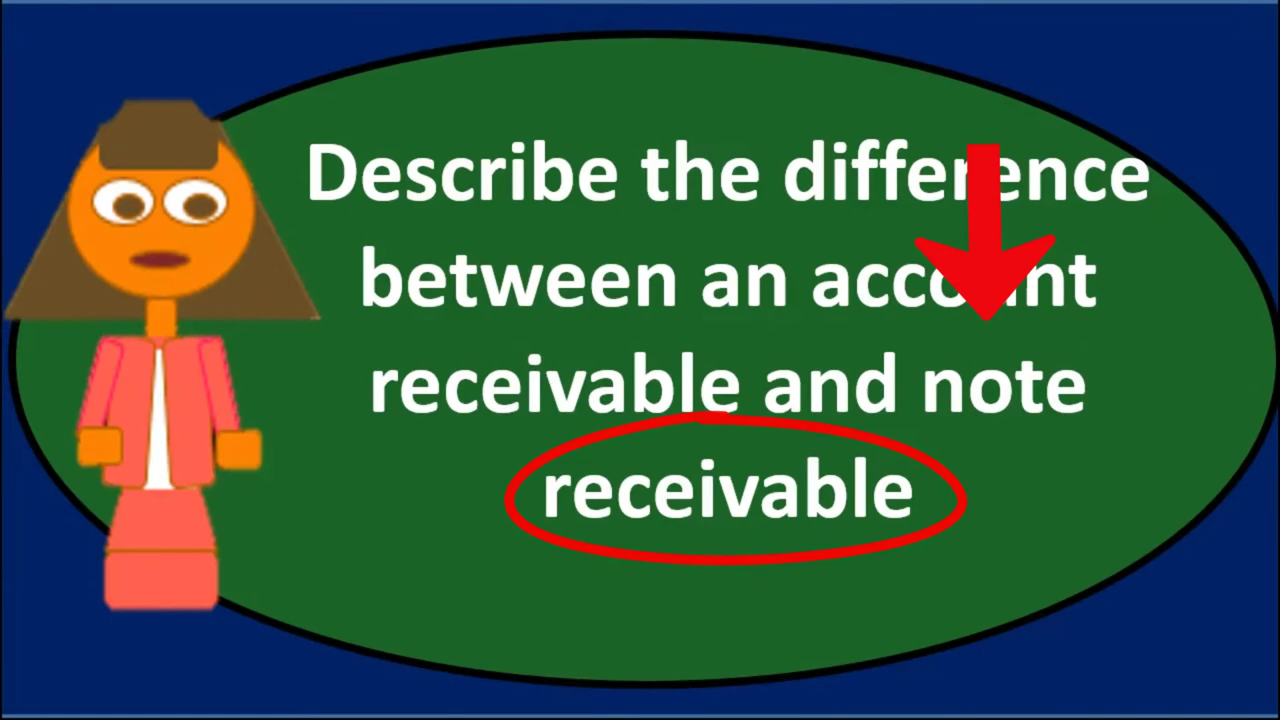 Describe the difference
between an account
receivable and note
receivable